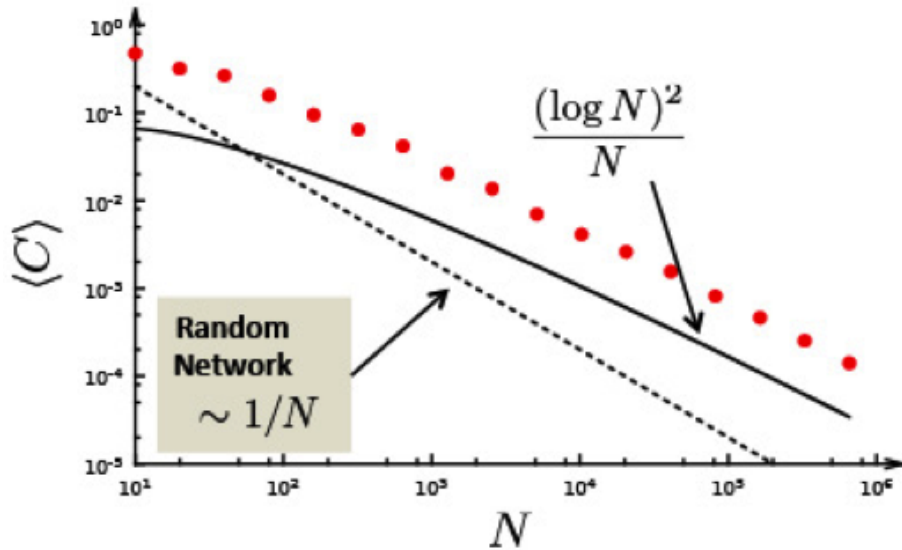 10⁰
10⁻¹
10⁻²
10⁻³
10⁻⁴
10⁻⁵
⟨C⟩
(log N)²
N
Random
Network
∼ 1/N
10¹ 10² 10³ 10⁴ 10⁵ 10⁶
N